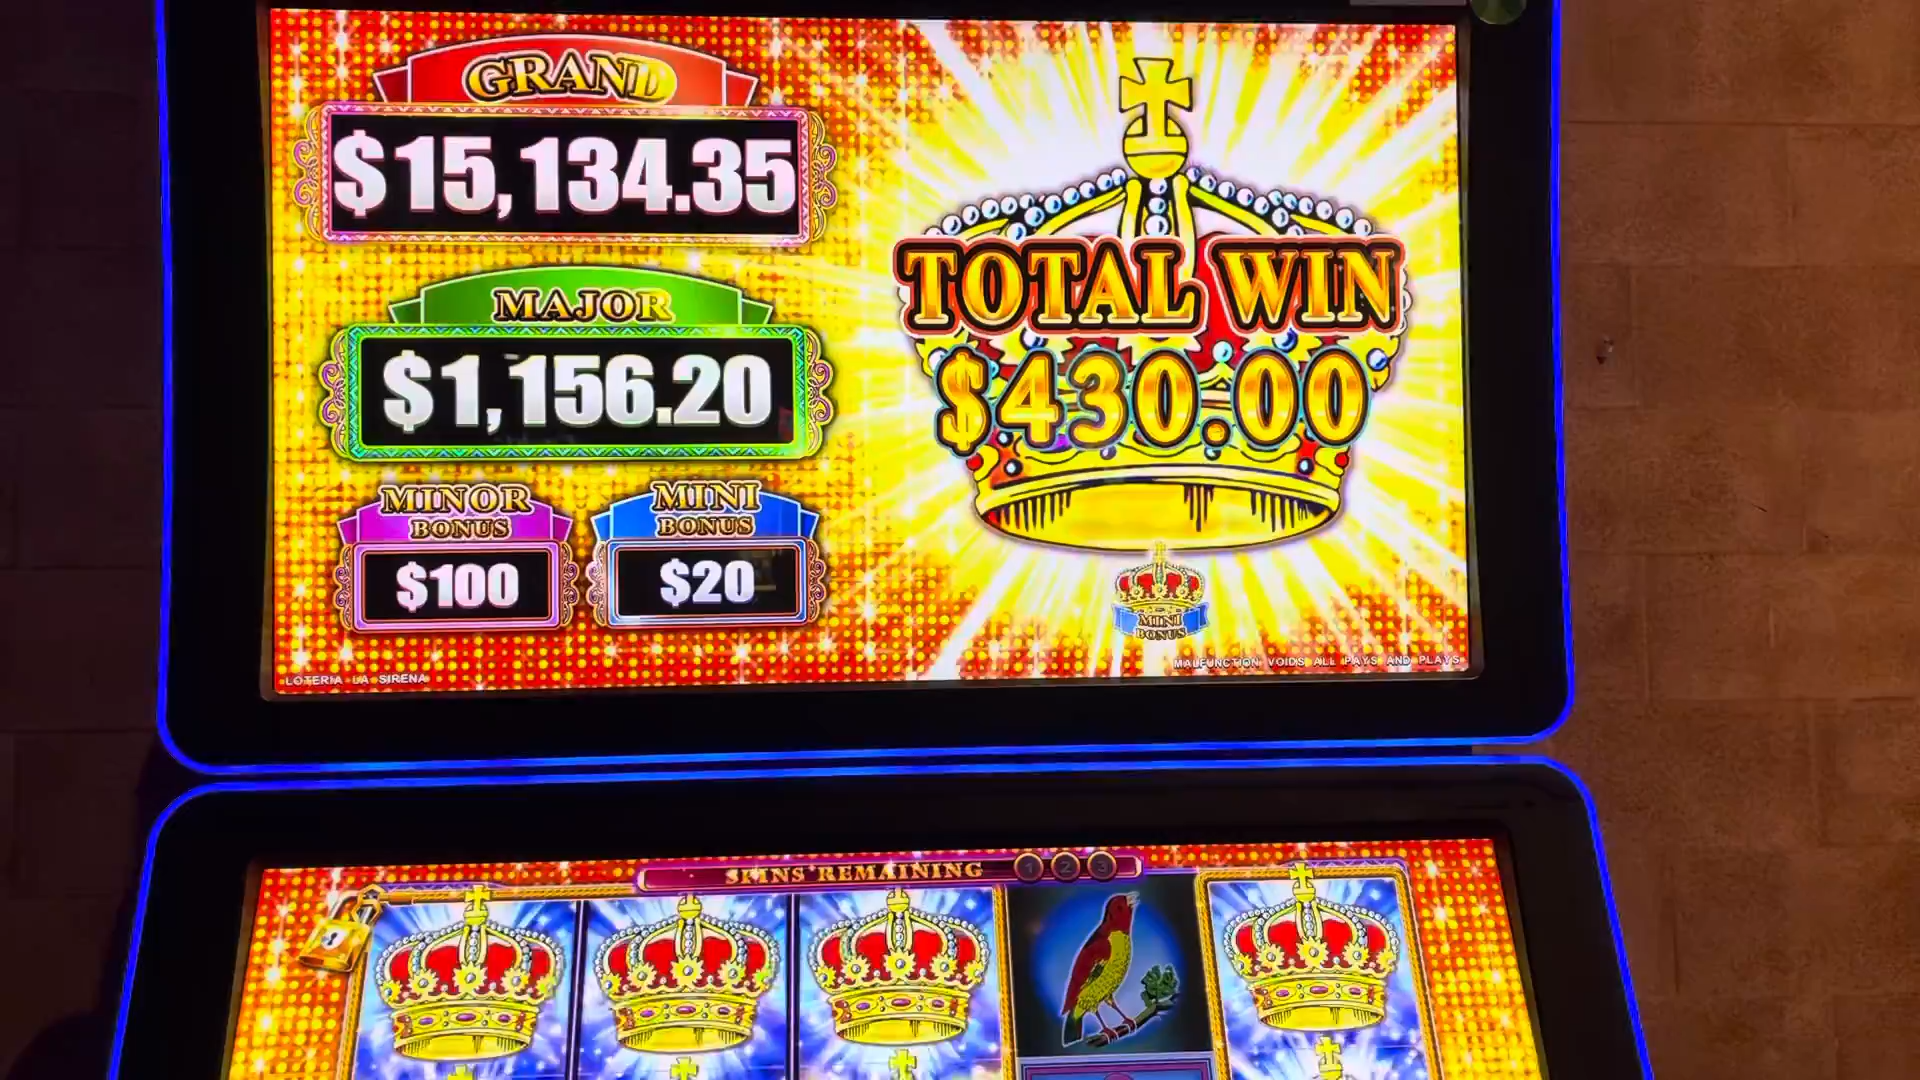 GRAND
$15,134.35
MAJOR
$1,156.20
MINOR
BONUS
$100
MINI
BONUS
$20
TOTAL WIN
$430.00
MINI
BONUS
LOTERIA LA SIRENA
MALFUNCTION VOIDS ALL PAYS AND PLAYS
SPINS REMAINING 1 2 3